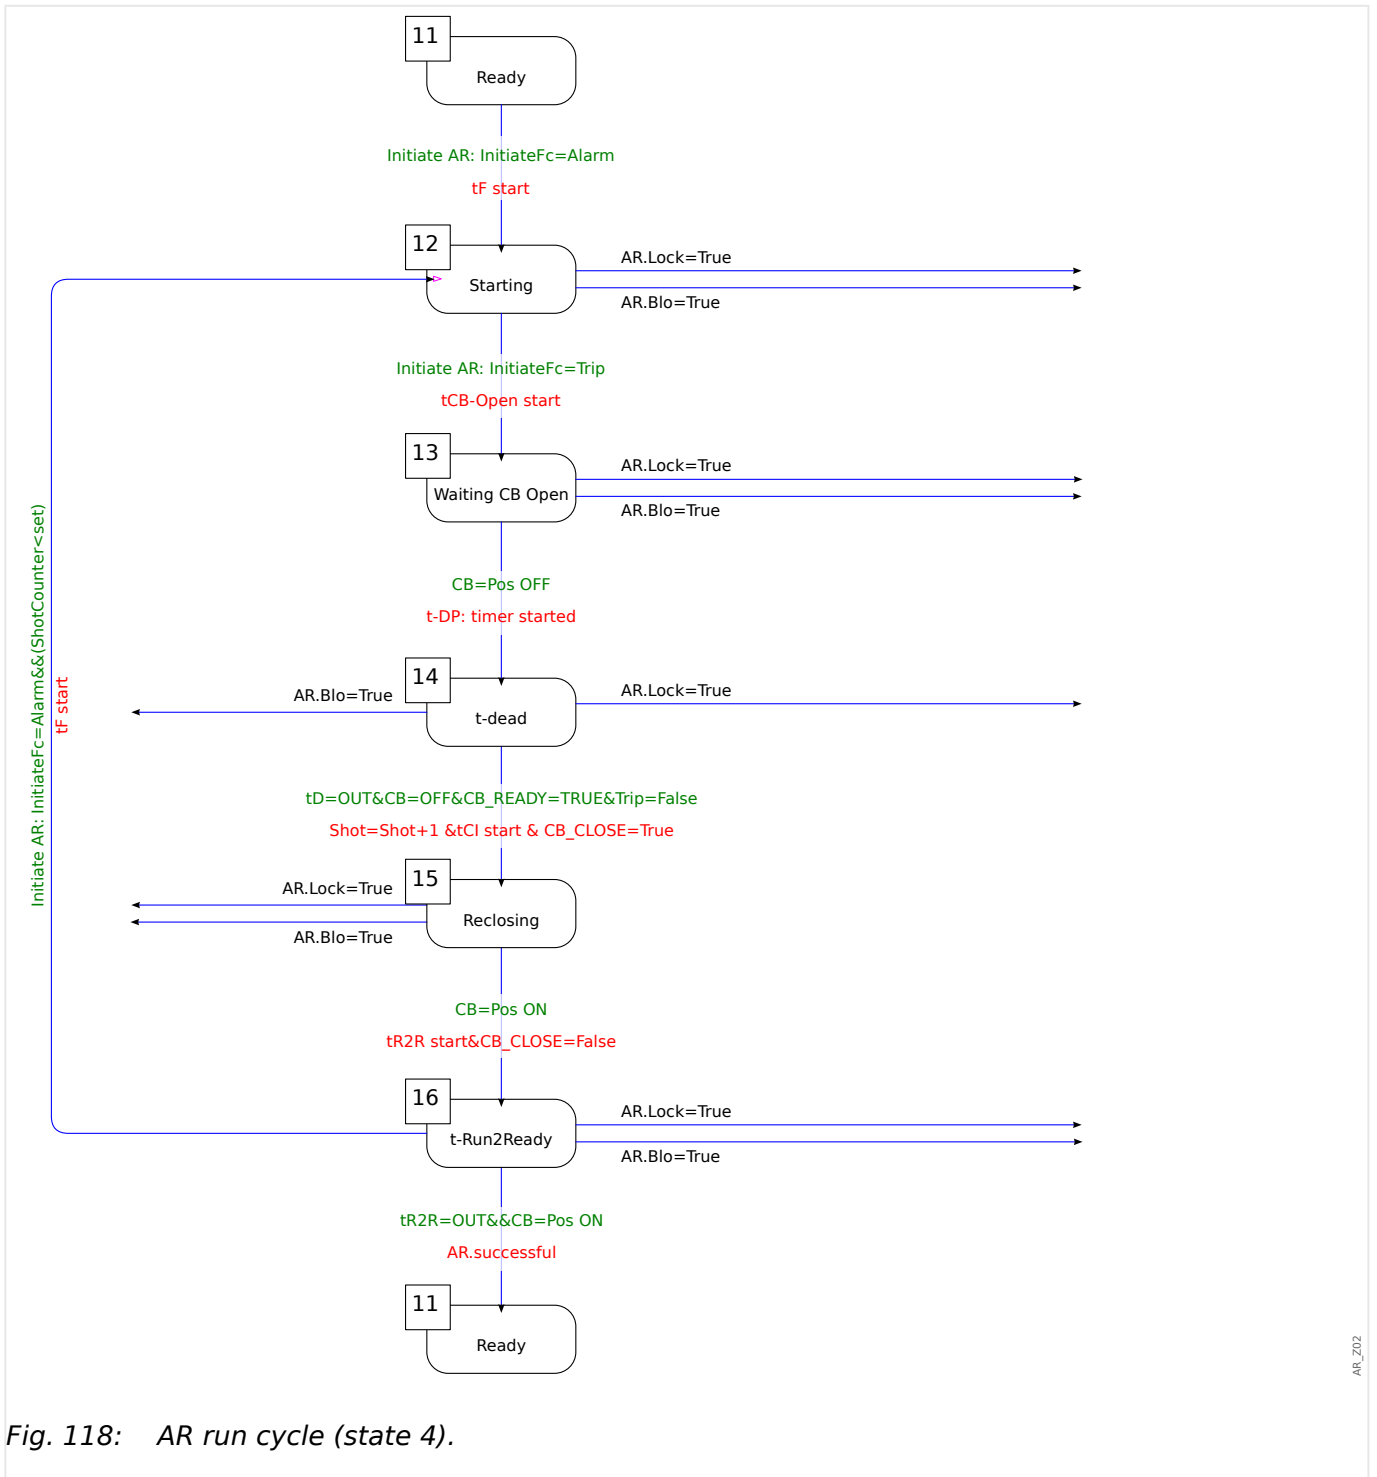 11
Ready
Initiate AR: InitiateFc=Alarm
tF start
12
Starting
AR.Lock=True
AR.Blo=True
Initiate AR: InitiateFc=Trip
tCB-Open start
13
Waiting CB Open
AR.Lock=True
AR.Blo=True
CB=Pos OFF
t-DP: timer started
Initiate AR: InitiateFc=Alarm&&(ShotCounter<set)
tF start
14
t-dead
AR.Blo=True
AR.Lock=True
tD=OUT&CB=OFF&CB_READY=TRUE&Trip=False
Shot=Shot+1 &tCI start & CB_CLOSE=True
15
Reclosing
AR.Lock=True
AR.Blo=True
CB=Pos ON
tR2R start&CB_CLOSE=False
16
t-Run2Ready
AR.Lock=True
AR.Blo=True
tR2R=OUT&&CB=Pos ON
AR.successful
11
Ready
AR_Z02
Fig. 118: AR run cycle (state 4).